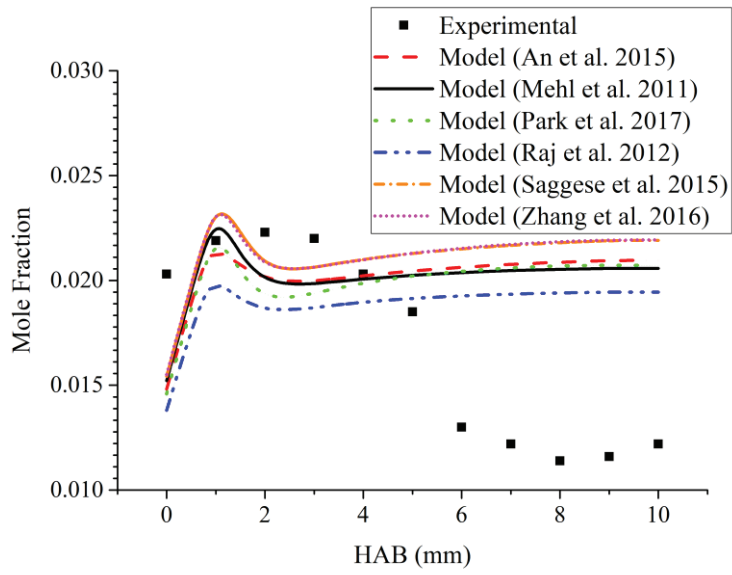 Experimental
Model (An et al. 2015)
Model (Mehl et al. 2011)
Model (Park et al. 2017)
Model (Raj et al. 2012)
Model (Saggese et al. 2015)
Model (Zhang et al. 2016)
0.030
0.025
0.020
0.015
0.010
Mole Fraction
0 2 4 6 8 10
HAB (mm)